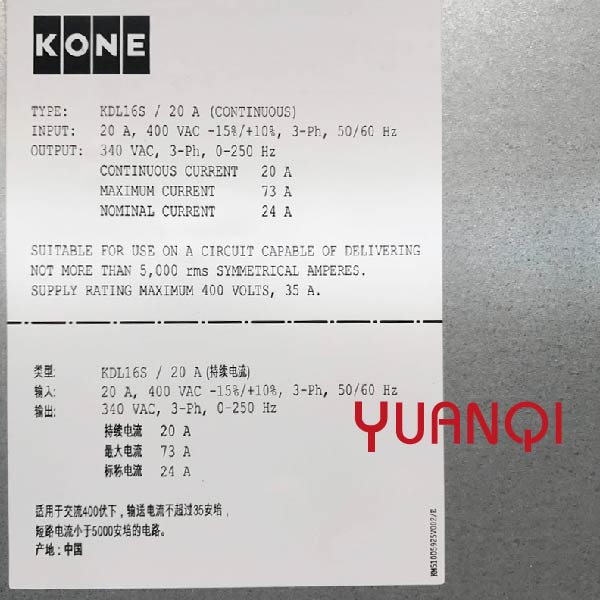 KONE
TYPE: KDL16S / 20 A (CONTINUOUS)
INPUT: 20 A, 400 VAC -15%/+10%, 3-Ph, 50/60 Hz
OUTPUT: 340 VAC, 3-Ph, 0-250 Hz
CONTINUOUS CURRENT 20 A
MAXIMUM CURRENT 73 A
NOMINAL CURRENT 24 A
SUITABLE FOR USE ON A CIRCUIT CAPABLE OF DELIVERING
NOT MORE THAN 5,000 rms SYMMETRICAL AMPERES.
SUPPLY RATING MAXIMUM 400 VOLTS, 35 A.
类型: KDL16S / 20 A (持续电流)
输入: 20 A, 400 VAC -15%/+10%, 3-Ph, 50/60 Hz
输出: 340 VAC, 3-Ph, 0-250 Hz
持续电流 20 A
最大电流 73 A
标称电流 24 A
YUANQI
适用于交流400伏下，输送电流不超过35安培，
短路电流小于5000安培的电路。
产地：中国